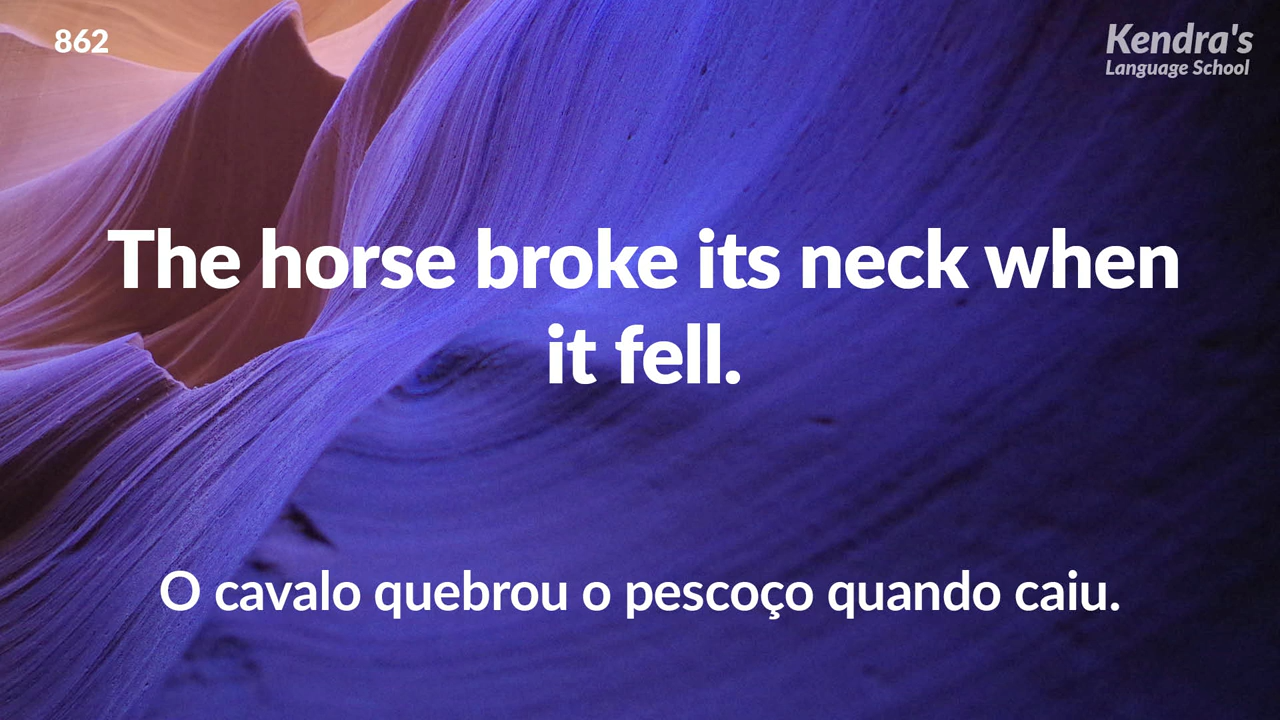 862
Kendra's
Language School
The horse broke its neck when
it fell.
O cavalo quebrou o pescoço quando caiu.